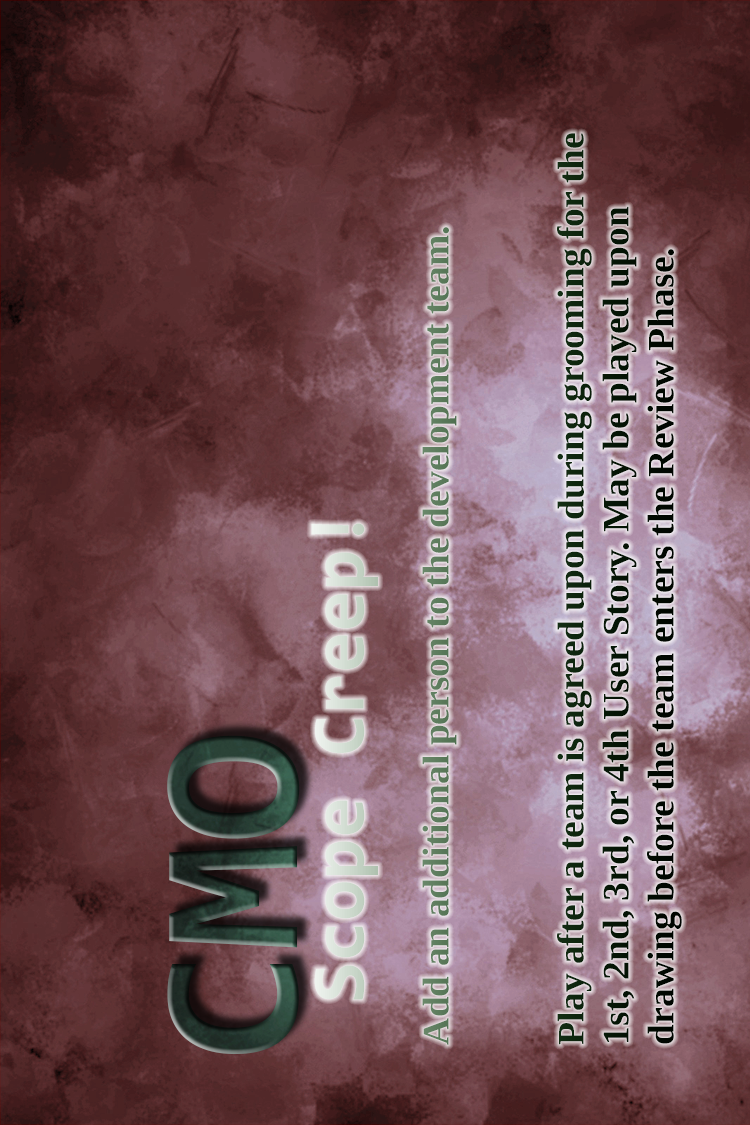 CMO
Scope Creep!
Add an additional person to the development team.
Play after a team is agreed upon during grooming for the
1st, 2nd, 3rd, or 4th User Story. May be played upon
drawing before the team enters the Review Phase.